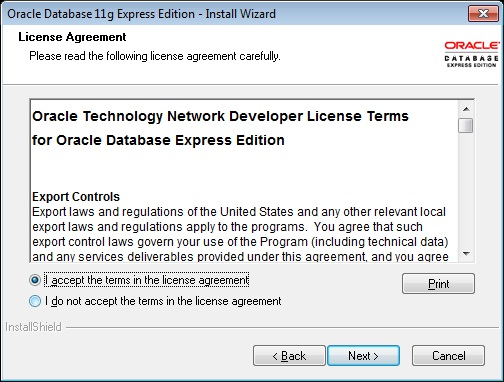 Oracle Database 11g Express Edition - Install Wizard
License Agreement
Please read the following license agreement carefully.
ORACLE
DATABASE
EXPRESS EDITION
Oracle Technology Network Developer License Terms
for Oracle Database Express Edition
Export Controls
Export laws and regulations of the United States and any other relevant local
export laws and regulations apply to the programs. You agree that such
export control laws govern your use of the Program (including technical data)
and any services deliverables provided under this agreement, and you agree
I accept the terms in the license agreement
Print
I do not accept the terms in the license agreement
InstallShield
< Back
Next >
Cancel